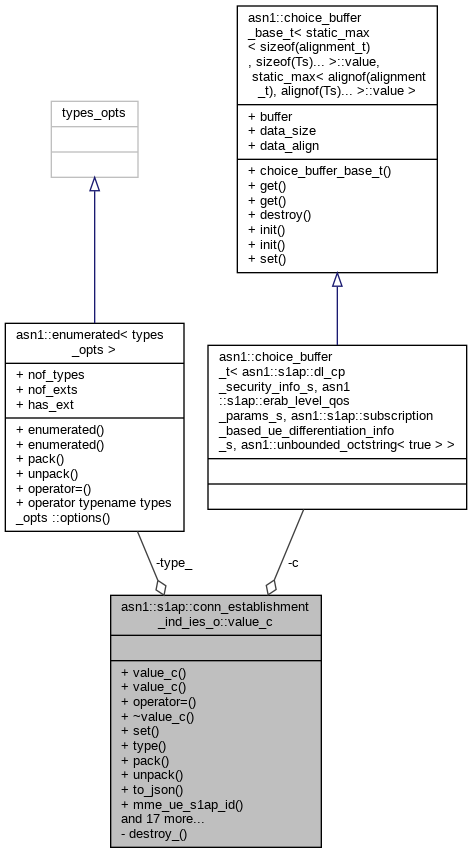 asn1::choice_buffer
_base_t< static_max
< sizeof(alignment_t)
, sizeof(Ts)... >::value,
static_max< alignof(alignment
_t), alignof(Ts)... >::value >
+ buffer
+ data_size
+ data_align
+ choice_buffer_base_t()
+ get()
+ get()
+ destroy()
+ init()
+ init()
+ set()
types_opts
asn1::enumerated< types
_opts >
+ nof_types
+ nof_exts
+ has_ext
+ enumerated()
+ enumerated()
+ pack()
+ unpack()
+ operator=()
+ operator typename types
_opts ::options()
asn1::choice_buffer
_t< asn1::s1ap::dl_cp
_security_info_s, asn1
::s1ap::erab_level_qos
_params_s, asn1::s1ap::subscription
_based_ue_differentiation_info
_s, asn1::unbounded_octstring< true > >
-type_
-c
asn1::s1ap::conn_establishment
_ind_ies_o::value_c
+ value_c()
+ value_c()
+ operator=()
+ ~value_c()
+ set()
+ type()
+ pack()
+ unpack()
+ to_json()
+ mme_ue_s1ap_id()
and 17 more...
- destroy_()